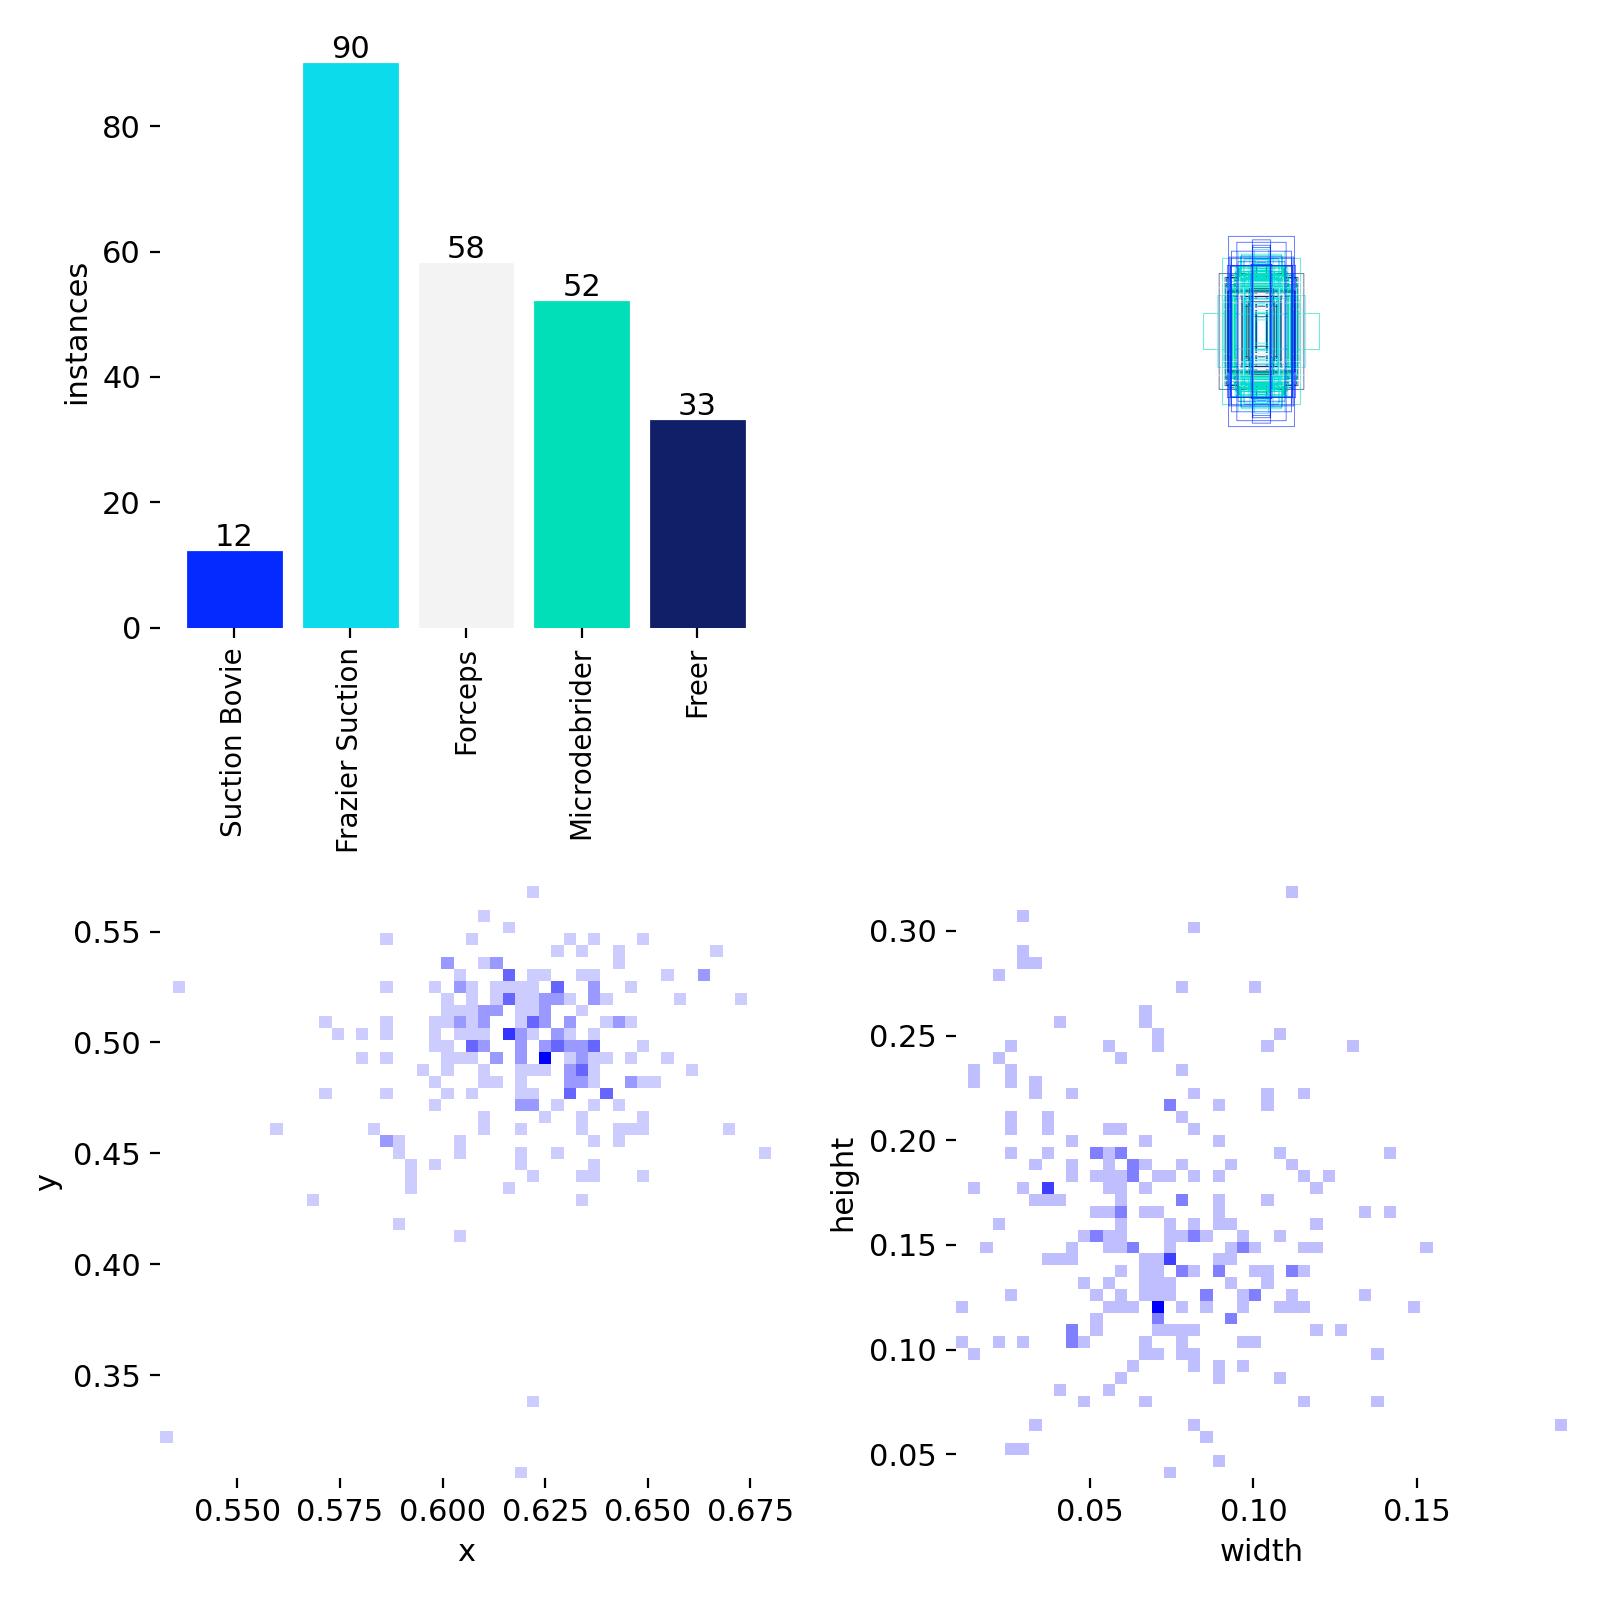 90
80
58
60
52
instances
40
33
20
12
0
Suction Bovie
Frazier Suction
Forceps
Microdebrider
Freer
0.55
0.50
0.45
y
0.40
0.35
0.550 0.575 0.600 0.625 0.650 0.675
x
0.30
0.25
0.20
height
0.15
0.10
0.05
0.05 0.10 0.15
width